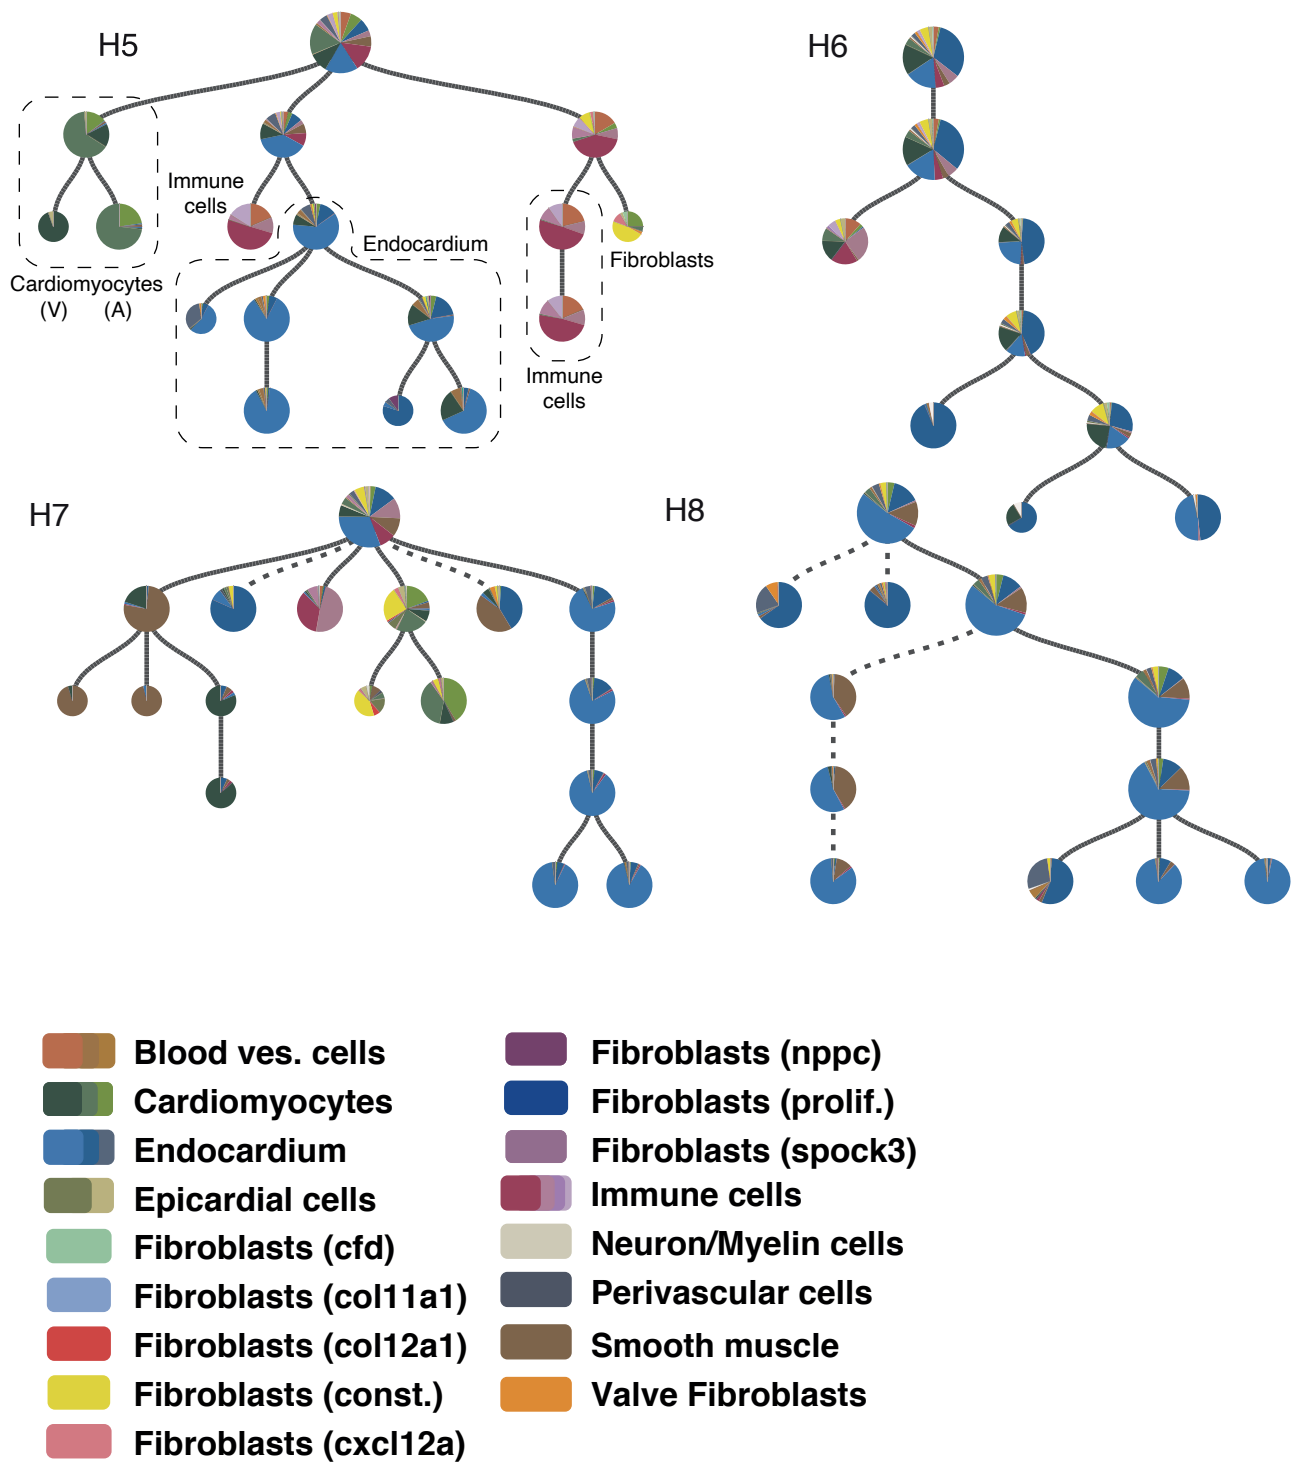 H5
H6
Immune
cells
Endocardium
Fibroblasts
Cardiomyocytes
(V) (A)
Immune
cells
H7
H8
Blood ves. cells
Cardiomyocytes
Endocardium
Epicardial cells
Fibroblasts (cfd)
Fibroblasts (col11a1)
Fibroblasts (col12a1)
Fibroblasts (const.)
Fibroblasts (cxcl12a)
Fibroblasts (nppc)
Fibroblasts (prolif.)
Fibroblasts (spock3)
Immune cells
Neuron/Myelin cells
Perivascular cells
Smooth muscle
Valve Fibroblasts